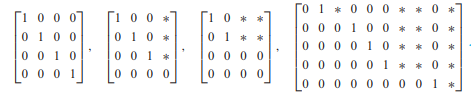 [1 0 0 0
0 1 0 0
0 0 1 0
0 0 0 1],
[1 0 0 *
0 1 0 *
0 0 1 *
0 0 0 0],
[1 0 * *
0 1 * *
0 0 0 0
0 0 0 0],
[0 1 * 0 0 0 * * 0 *
0 0 0 1 0 0 * * 0 *
0 0 0 0 1 0 * * 0 *
0 0 0 0 0 1 * * 0 *
0 0 0 0 0 0 0 0 1 *].